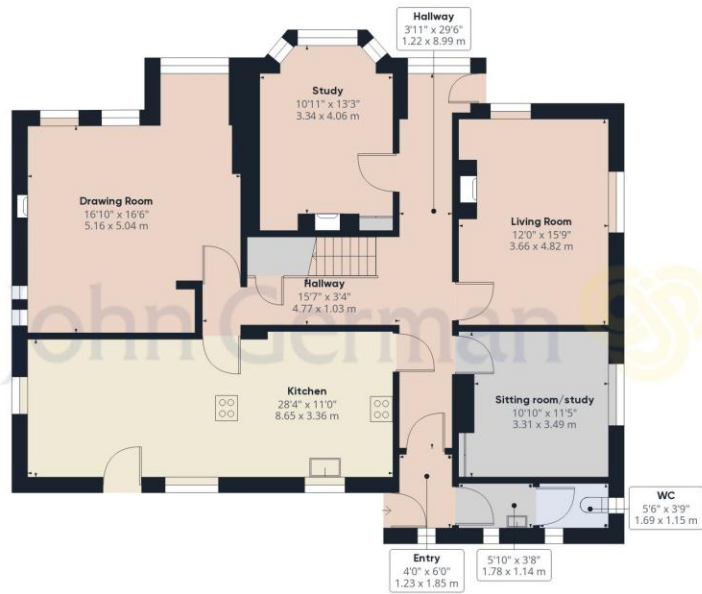 Hallway
3'11" x 29'6"
1.22 x 8.99 m
Study
10'11" x 13'3"
3.34 x 4.06 m
Drawing Room
16'10" x 16'6"
5.16 x 5.04 m
Living Room
12'0" x 15'9"
3.66 x 4.82 m
Hallway
15'7" x 3'4"
4.77 x 1.03 m
John German
Kitchen
28'4" x 11'0"
8.65 x 3.36 m
Sitting room/study
10'10" x 11'5"
3.31 x 3.49 m
WC
5'6" x 3'9"
1.69 x 1.15 m
Entry
4'0" x 6'0"
1.23 x 1.85 m
5'10" x 3'8"
1.78 x 1.14 m